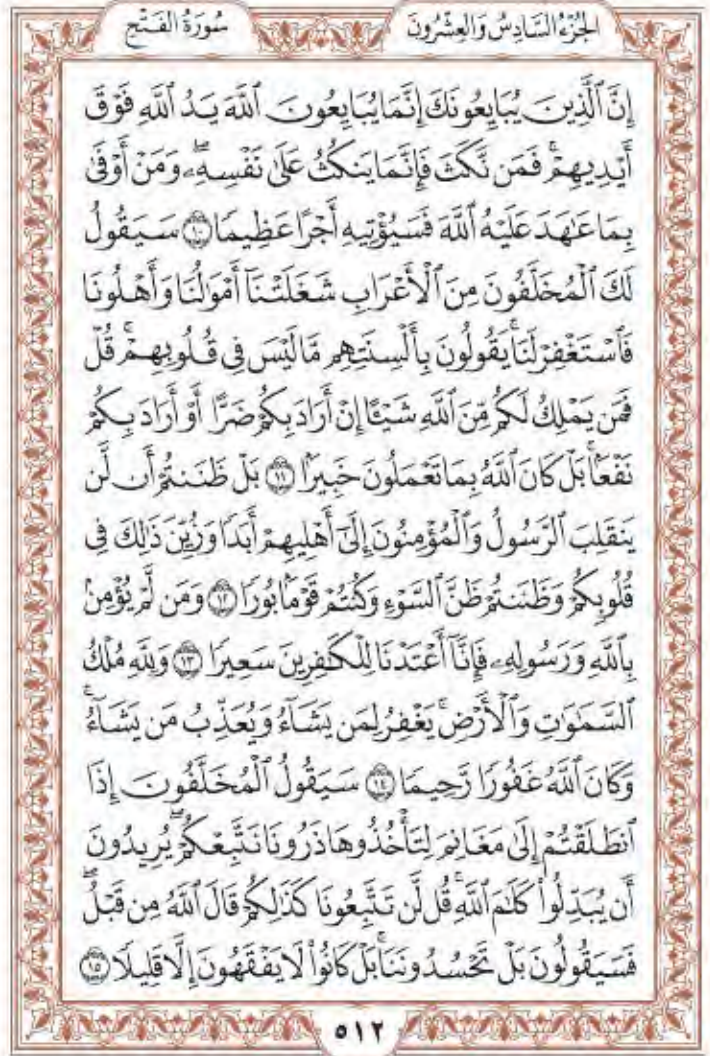 الجُزْءُ السَّادِسُ وَالعِشْرُونَ سُورَةُ الفَتْحِ
إِنَّ ٱلَّذِينَ يُبَايِعُونَكَ إِنَّمَا يُبَايِعُونَ ٱللَّهَ يَدُ ٱللَّهِ فَوْقَ
أَيْدِيهِمْۚ فَمَن نَّكَثَ فَإِنَّمَا يَنكُثُ عَلَىٰ نَفْسِهِۦۖ وَمَنْ أَوْفَىٰ
بِمَا عَٰهَدَ عَلَيْهُ ٱللَّهَ فَسَيُؤْتِيهِ أَجْرًا عَظِيمًا ١٠ سَيَقُولُ
لَكَ ٱلْمُخَلَّفُونَ مِنَ ٱلْأَعْرَابِ شَغَلَتْنَآ أَمْوَٰلُنَا وَأَهْلُونَا
فَٱسْتَغْفِرْ لَنَاۚ يَقُولُونَ بِأَلْسِنَتِهِم مَّا لَيْسَ فِي قُلُوبِهِمْۚ قُلْ
فَمَن يَمْلِكُ لَكُم مِّنَ ٱللَّهِ شَيْـًٔا إِنْ أَرَادَ بِكُمْ ضَرًّا أَوْ أَرَادَ بِكُمْ
نَفْعًۢاۚ بَلْ كَانَ ٱللَّهُ بِمَا تَعْمَلُونَ خَبِيرًۢا ١١ بَلْ ظَنَنتُمْ أَن لَّن
يَنقَلِبَ ٱلرَّسُولُ وَٱلْمُؤْمِنُونَ إِلَىٰٓ أَهْلِيهِمْ أَبَدًا وَزُيِّنَ ذَٰلِكَ فِي
قُلُوبِكُمْ وَظَنَنتُمْ ظَنَّ ٱلسَّوْءِ وَكُنتُمْ قَوْمًۢا بُورًا ١٢ وَمَن لَّمْ يُؤْمِنۢ
بِٱللَّهِ وَرَسُولِهِۦ فَإِنَّآ أَعْتَدْنَا لِلْكَٰفِرِينَ سَعِيرًا ١٣ وَلِلَّهِ مُلْكُ
ٱلسَّمَٰوَٰتِ وَٱلْأَرْضِۚ يَغْفِرُ لِمَن يَشَآءُ وَيُعَذِّبُ مَن يَشَآءُۚ
وَكَانَ ٱللَّهُ غَفُورًا رَّحِيمًا ١٤ سَيَقُولُ ٱلْمُخَلَّفُونَ إِذَا
ٱنطَلَقْتُمْ إِلَىٰ مَغَانِمَ لِتَأْخُذُوهَا ذَرُونَا نَتَّبِعْكُمْۖ يُرِيدُونَ
أَن يُبَدِّلُوا۟ كَلَٰمَ ٱللَّهِۚ قُل لَّن تَتَّبِعُونَا كَذَٰلِكُمْ قَالَ ٱللَّهُ مِن قَبْلُۖ
فَسَيَقُولُونَ بَلْ تَحْسُدُونَنَاۚ بَلْ كَانُوا۟ لَا يَفْقَهُونَ إِلَّا قَلِيلًا ١٥
٥١٢